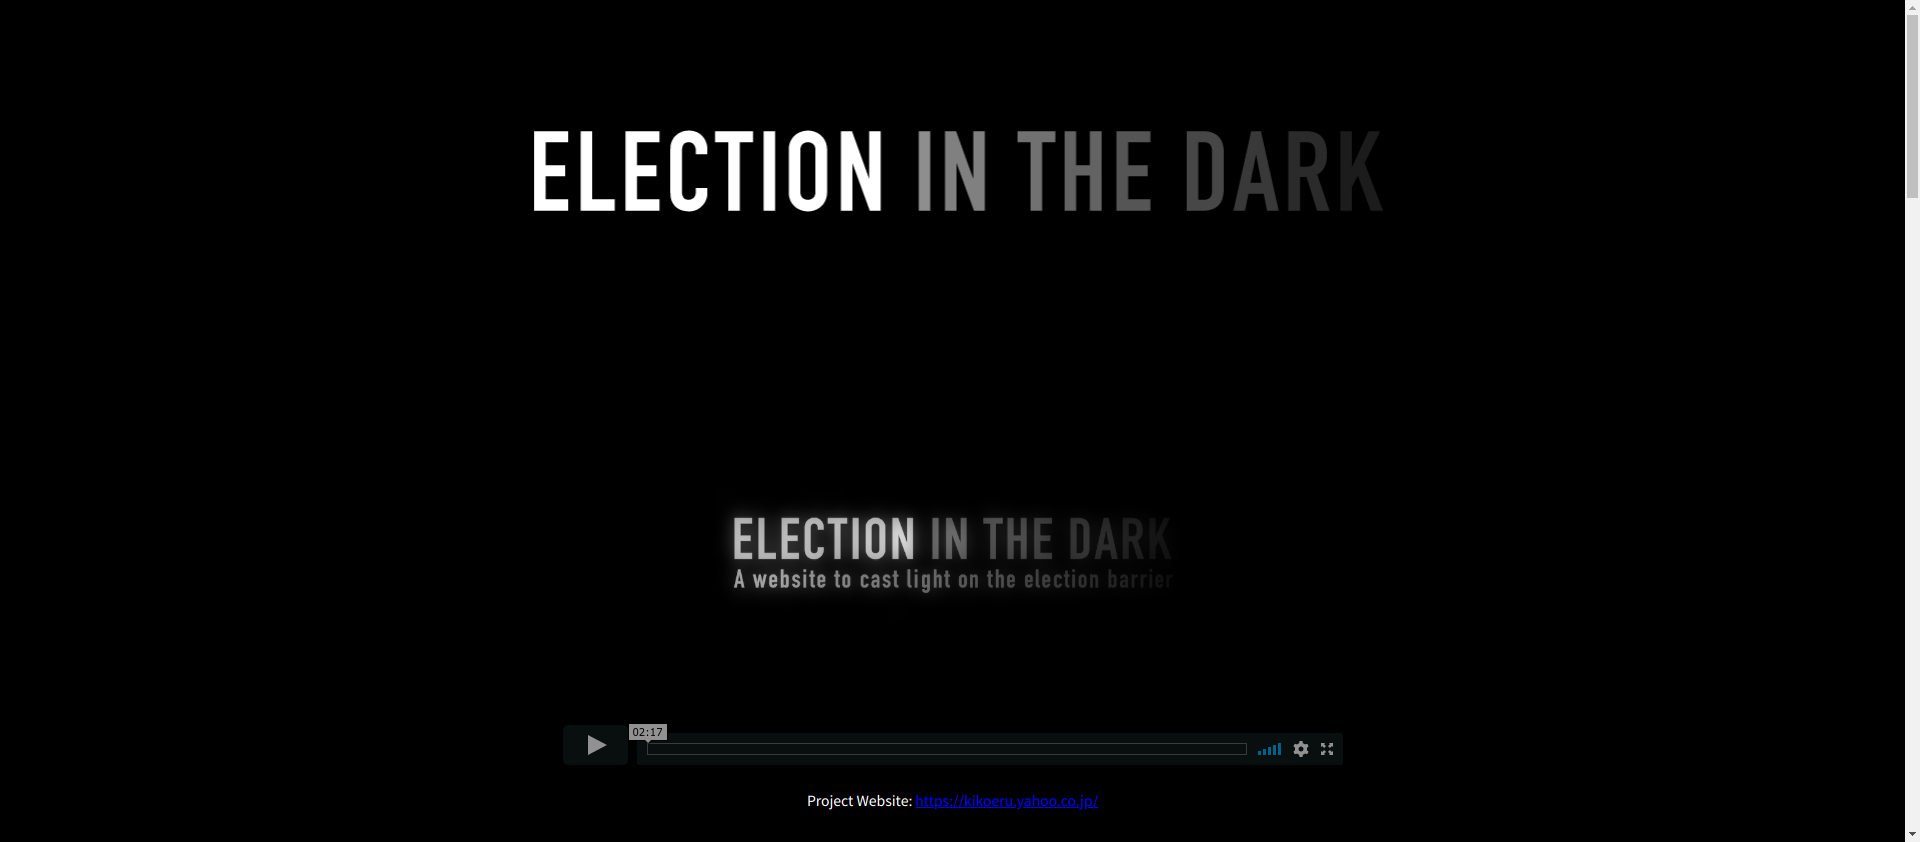 ELECTION IN THE DARK
ELECTION IN THE DARK
A website to cast light on the election barrier
02:17
Project Website: https://kikoeru.yahoo.co.jp/